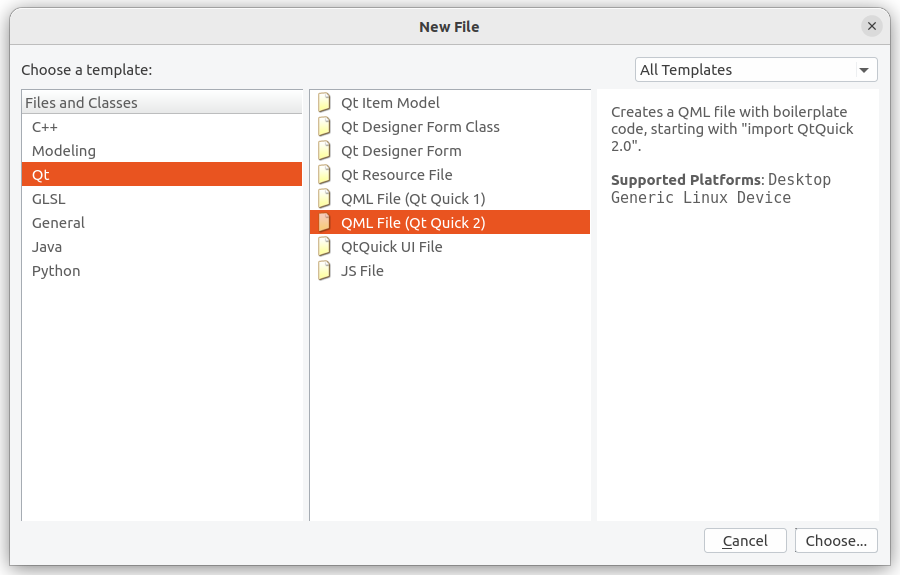 New File
Choose a template:
All Templates
Files and Classes
C++
Modeling
Qt
GLSL
General
Java
Python
Qt Item Model
Qt Designer Form Class
Qt Designer Form
Qt Resource File
QML File (Qt Quick 1)
QML File (Qt Quick 2)
QtQuick UI File
JS File
Creates a QML file with boilerplate
code, starting with "import QtQuick
2.0".
Supported Platforms: Desktop
Generic Linux Device
Cancel
Choose...